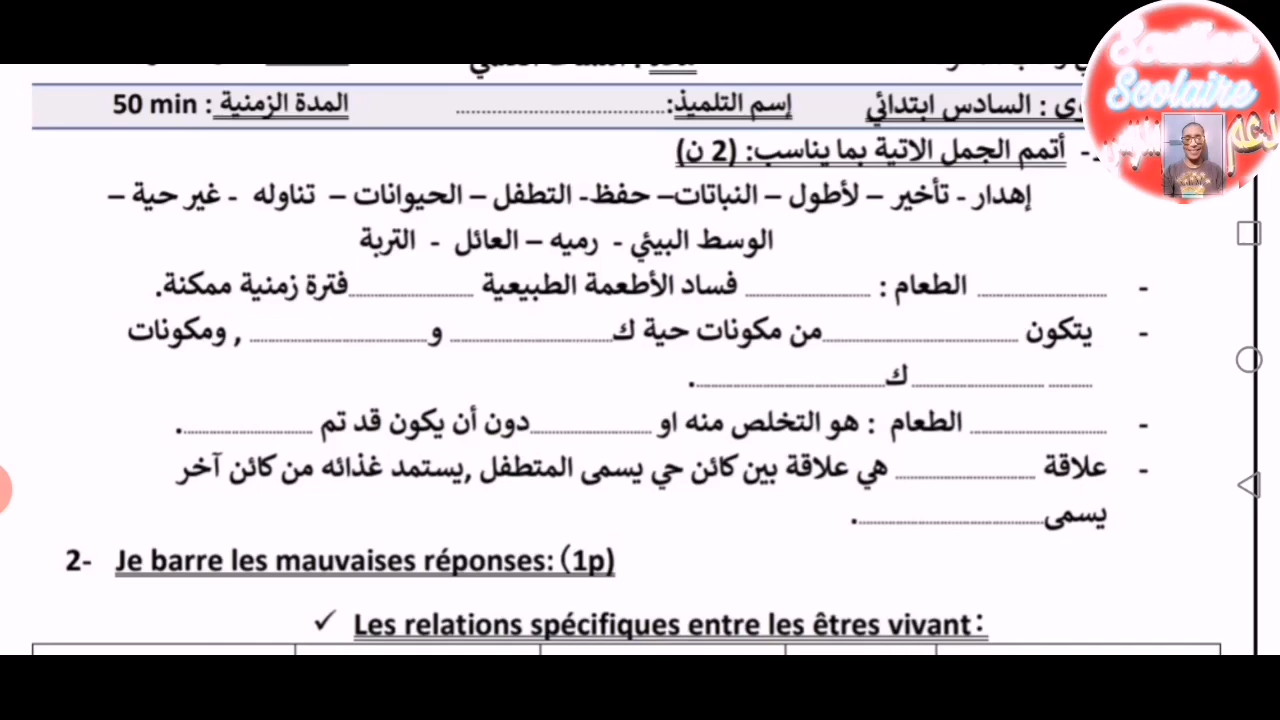 Soutien
Scolaire
: السادس ابتدائي إسم التلميذ:........................ المدة الزمنية : 50 min
- أتمم الجمل الاتية بما يناسب: (2 ن)
إهدار - تأخير – لأطول – النباتات– حفظ- التطفل – الحيوانات – تناوله - غير حية –
الوسط البيئي - رميه – العائل - التربة
- ................ الطعام : ................ فساد الأطعمة الطبيعية ................فترة زمنية ممكنة.
- يتكون ........................من مكونات حية ك.................... و...................... , ومكونات
...... ................ ك........................
- ................ الطعام : هو التخلص منه او ...............دون أن يكون قد تم .................
- علاقة ................. هي علاقة بين كائن حي يسمى المتطفل ,يستمد غذائه من كائن آخر
يسمى........................
2- Je barre les mauvaises réponses: (1p)
✓ Les relations spécifiques entre les êtres vivant :